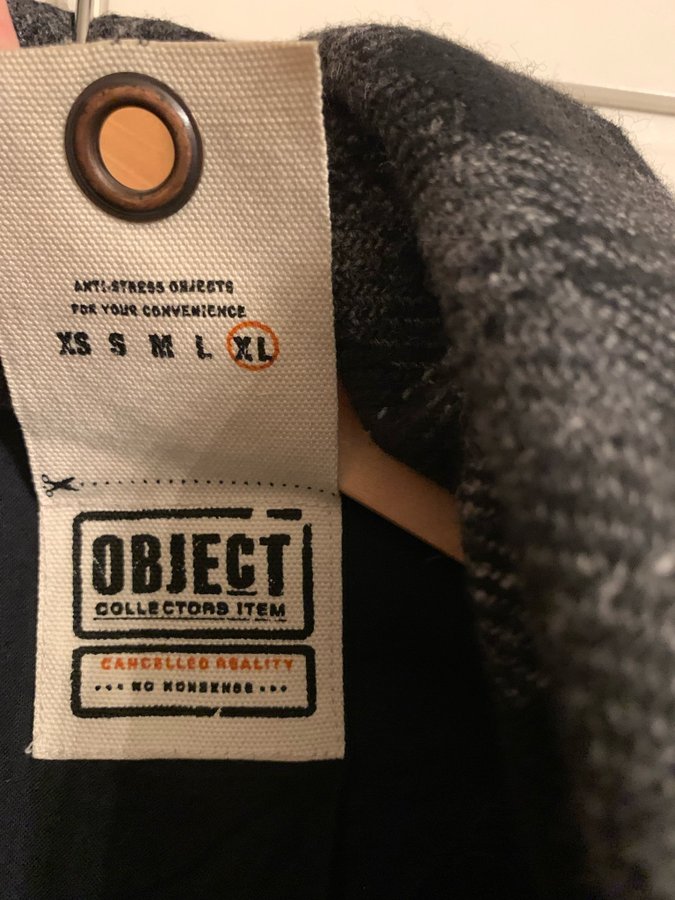 ANTI-STRESS OBJECTS
FOR YOUR CONVENIENCE
XS S M L XL
OBJECT
COLLECTORS ITEM
CANCELLED REALITY
... NO NONSENSE ...